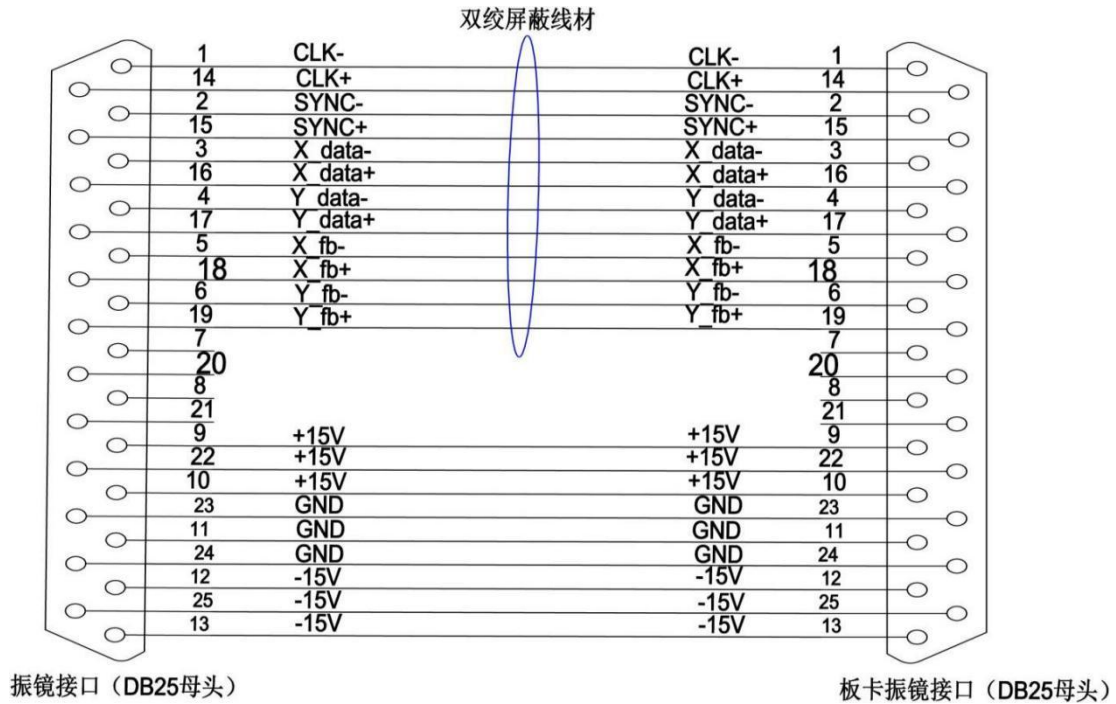 双绞屏蔽线材
1 CLK- CLK- 1
14 CLK+ CLK+ 14
2 SYNC- SYNC- 2
15 SYNC+ SYNC+ 15
3 X_data- X_data- 3
16 X_data+ X_data+ 16
4 Y_data- Y_data- 4
17 Y_data+ Y_data+ 17
5 X_fb- X_fb- 5
18 X_fb+ X_fb+ 18
6 Y_fb- Y_fb- 6
19 Y_fb+ Y_fb+ 19
7 7
20 20
8 8
21 21
9 +15V +15V 9
22 +15V +15V 22
10 +15V +15V 10
23 GND GND 23
11 GND GND 11
24 GND GND 24
12 -15V -15V 12
25 -15V -15V 25
13 -15V -15V 13
振镜接口（DB25母头） 板卡振镜接口（DB25母头）